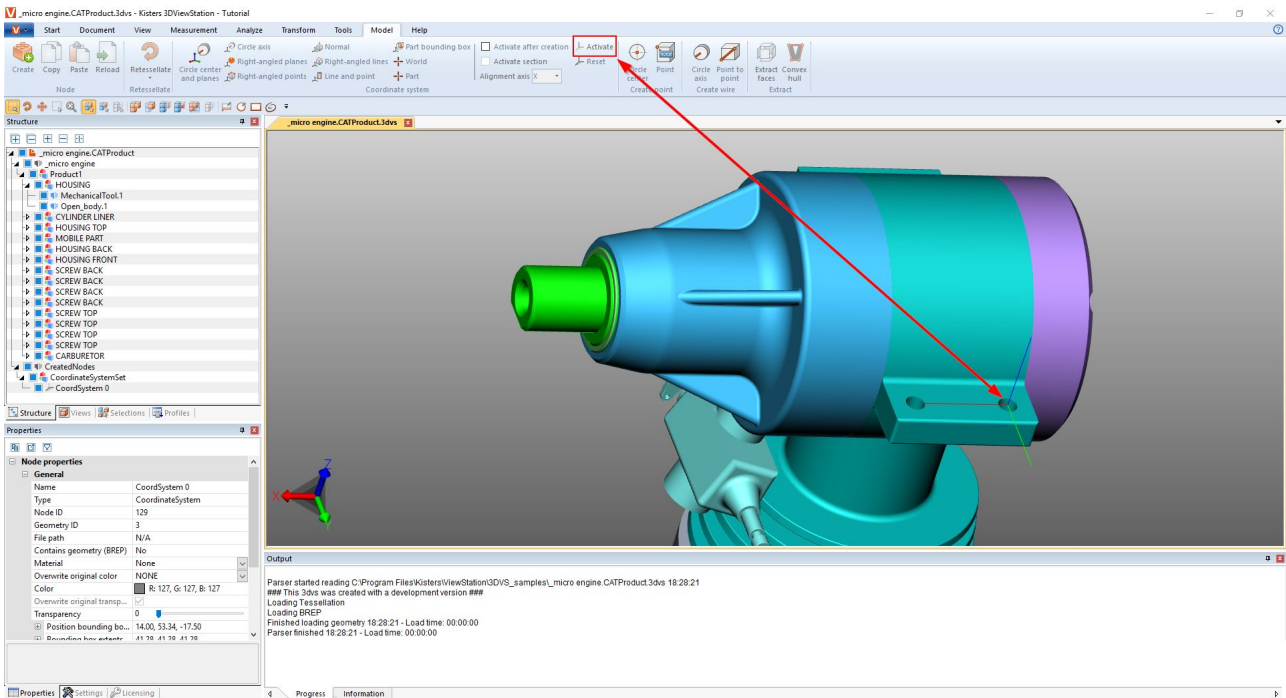 _micro engine.CATProduct.3dvs - Kisters 3DViewStation - Tutorial
Start Document View Measurement Analyze Transform Tools Model Help
Create Copy Paste Reload
Node
Retessellate
Retessellate
Circle center and planes
Circle axis Normal Part bounding box
Right-angled planes Right-angled lines World
Right-angled points Line and point Part
Activate after creation Activate
Activate section Reset
Alignment axis X
Coordinate system
Circle center Point
Create point
Circle axis Point to point
Create wire
Extract faces Convex hull
Extract
Structure
_micro engine.CATProduct.3dvs
_micro engine.CATProduct
_micro engine
Product1
HOUSING
MechanicalTool.1
Open_body.1
CYLINDER LINER
HOUSING TOP
MOBILE PART
HOUSING BACK
HOUSING FRONT
SCREW BACK
SCREW BACK
SCREW BACK
SCREW BACK
SCREW TOP
SCREW TOP
SCREW TOP
SCREW TOP
CARBURETOR
CreatedNodes
CoordinateSystemSet
CoordSystem 0
Structure Views Selections Profiles
Properties
Node properties
General
Name CoordSystem 0
Type CoordinateSystem
Node ID 129
Geometry ID 3
File path N/A
Contains geometry (BREP) No
Material None
Overwrite original color NONE
Color R: 127, G: 127, B: 127
Overwrite original transp...
Transparency 0
Position bounding bo... 14.00, 53.34, -17.50
Bounding box extents 41.28, 41.28, 41.28
Properties Settings Licensing
Z
X
Y
Output
Parser started reading C:\Program Files\Kisters\ViewStation\3DVS_samples\_micro engine.CATProduct.3dvs 18:28:21
### This 3dvs was created with a development version ###
Loading Tessellation
Loading BREP
Finished loading geometry 18:28:21 - Load time: 00:00:00
Parser finished 18:28:21 - Load time: 00:00:00
Progress Information